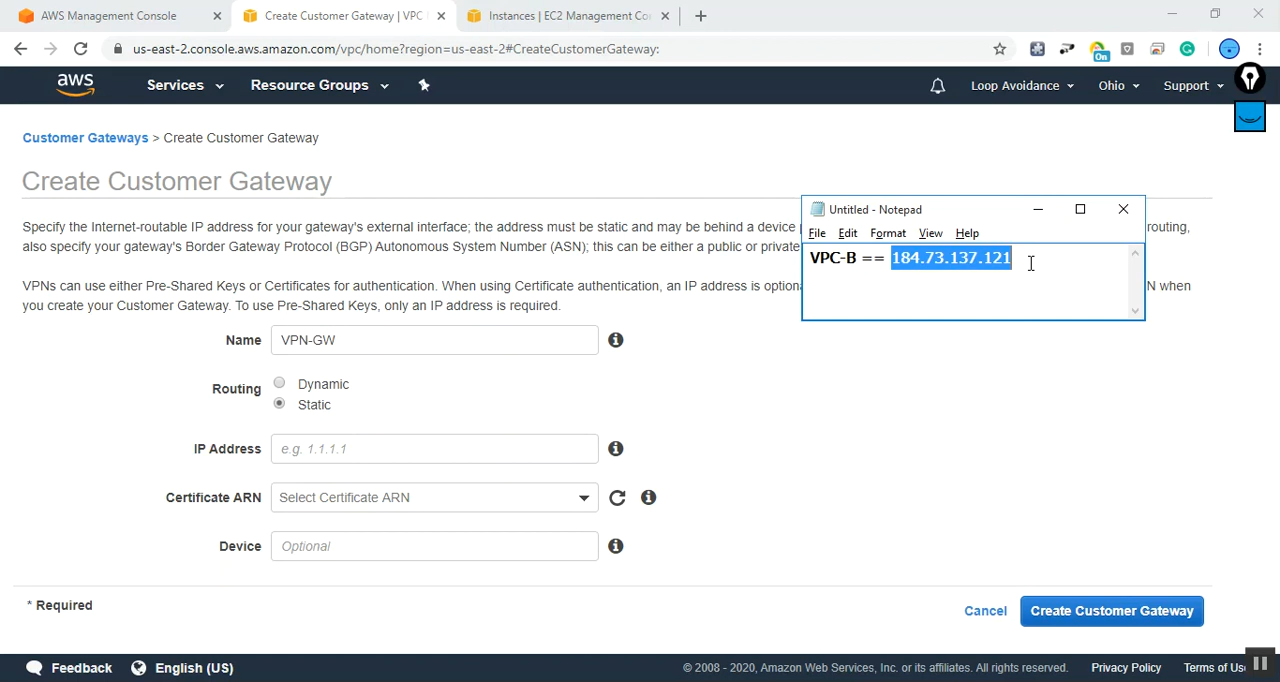 AWS Management Console
Create Customer Gateway | VPC
Instances | EC2 Management Co
us-east-2.console.aws.amazon.com/vpc/home?region=us-east-2#CreateCustomerGateway:
On
aws
Services
Resource Groups
Loop Avoidance
Ohio
Support
Customer Gateways > Create Customer Gateway
Create Customer Gateway
Specify the Internet-routable IP address for your gateway's external interface; the address must be static and may be behind a device routing,
also specify your gateway's Border Gateway Protocol (BGP) Autonomous System Number (ASN); this can be either a public or private
VPNs can use either Pre-Shared Keys or Certificates for authentication. When using Certificate authentication, an IP address is optiona N when
you create your Customer Gateway. To use Pre-Shared Keys, only an IP address is required.
Untitled - Notepad
File Edit Format View Help
VPC-B == 184.73.137.121
Name
VPN-GW
Routing
Dynamic
Static
IP Address
e.g. 1.1.1.1
Certificate ARN
Select Certificate ARN
Device
Optional
* Required
Cancel
Create Customer Gateway
Feedback
English (US)
© 2008 - 2020, Amazon Web Services, Inc. or its affiliates. All rights reserved.
Privacy Policy
Terms of Us